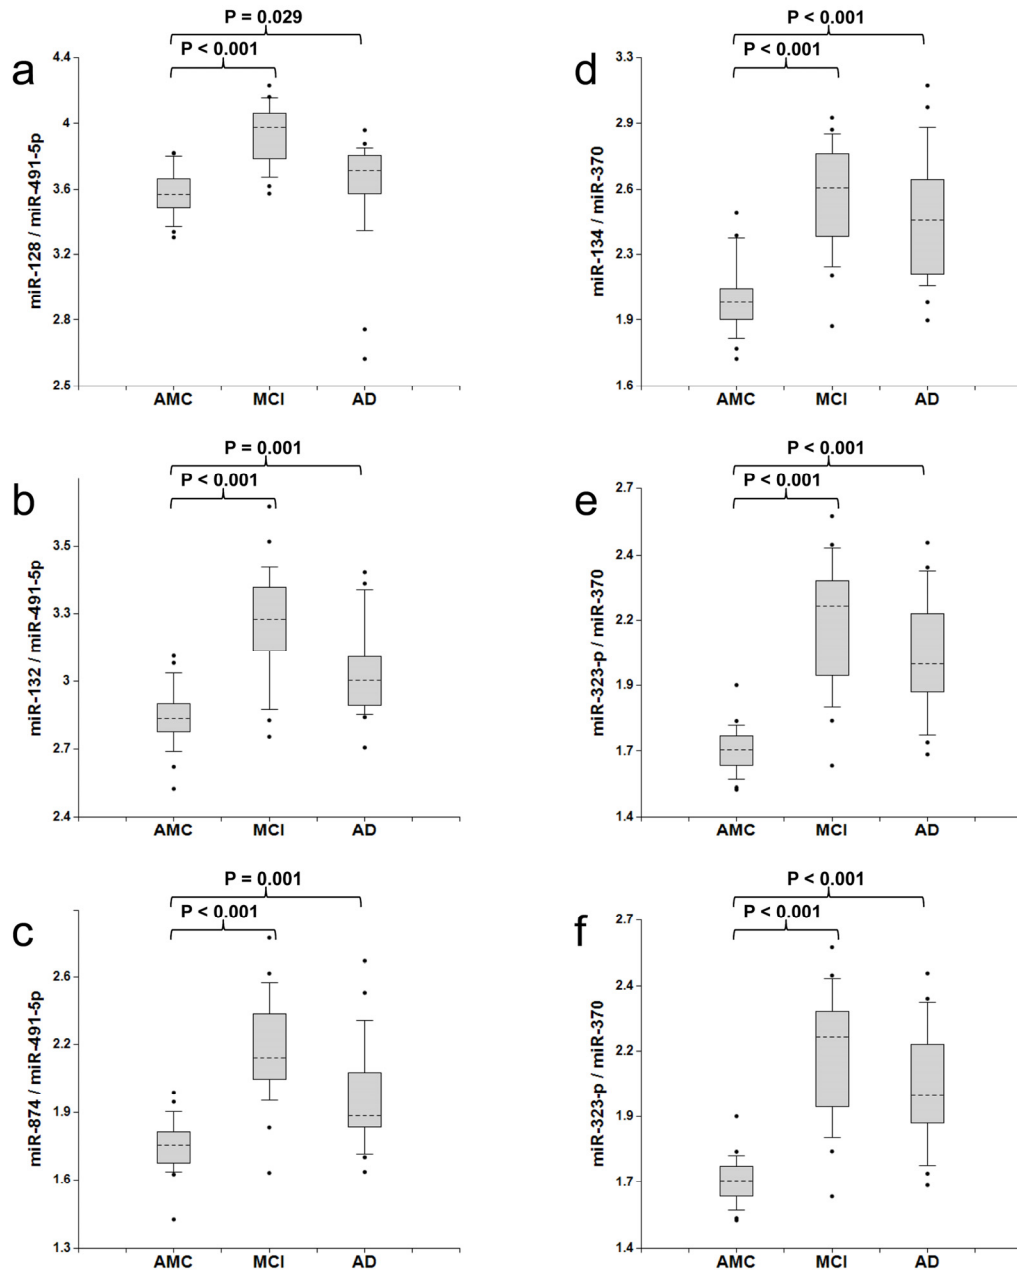 a
P = 0.029
P < 0.001
miR-128 / miR-491-5p
4.4
4
3.6
3.2
2.8
2.6
AMC MCI AD
b
P = 0.001
P < 0.001
miR-132 / miR-491-5p
3.5
3.3
3
2.7
2.4
AMC MCI AD
c
P = 0.001
P < 0.001
miR-874 / miR-491-5p
2.6
2.2
1.9
1.6
1.3
AMC MCI AD
d
P < 0.001
P < 0.001
miR-134 / miR-370
3.3
2.9
2.6
2.3
1.9
1.6
AMC MCI AD
e
P < 0.001
P < 0.001
miR-323-p / miR-370
2.7
2.4
2.2
1.9
1.7
1.4
AMC MCI AD
f
P < 0.001
P < 0.001
miR-323-p / miR-370
2.7
2.4
2.2
1.9
1.7
1.4
AMC MCI AD